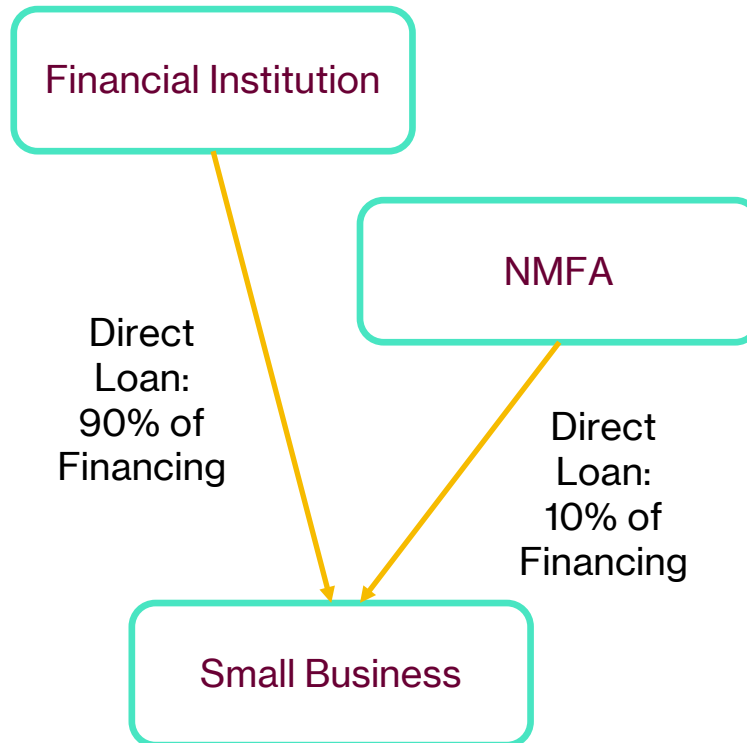 Financial Institution
NMFA
Direct
Loan:
90% of
Financing
Direct
Loan:
10% of
Financing
Small Business